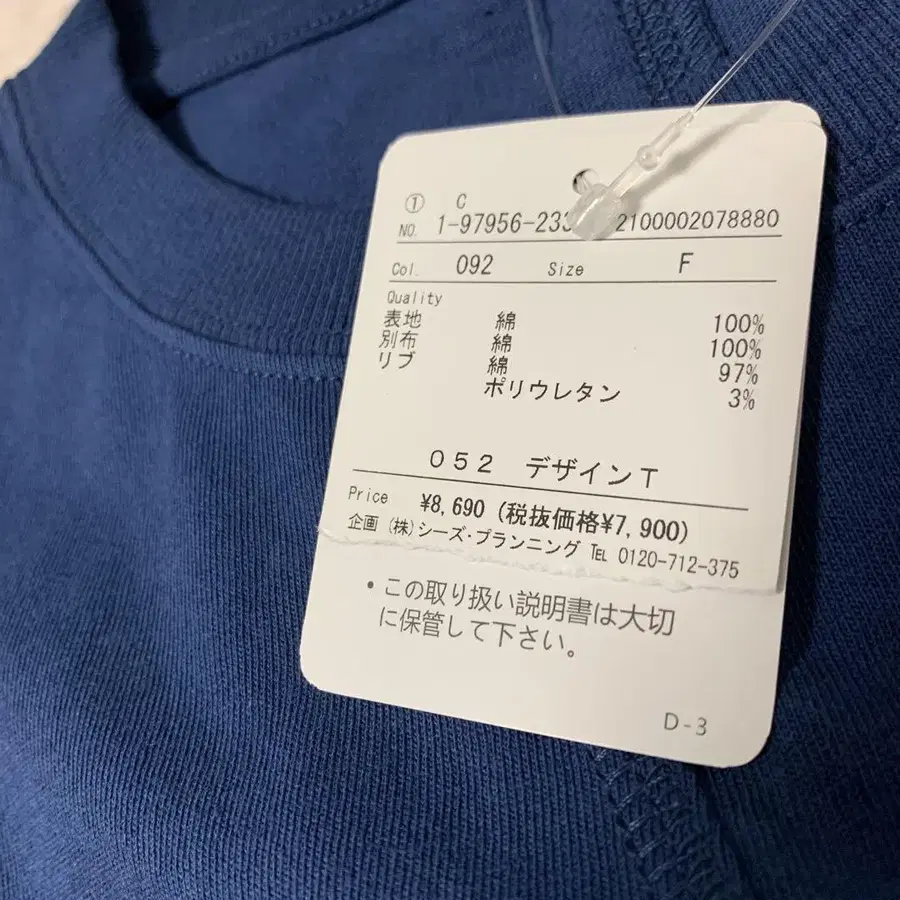 ① C
NO. 1-97956-233 2100002078880
Col. 092 Size F
Quality
表地 綿 100%
別布 綿 100%
リブ 綿 97%
ポリウレタン 3%
052 デザインT
Price ¥8,690 (税抜価格¥7,900)
企画 (株)シーズ・プランニング TEL 0120-712-375
・この取り扱い説明書は大切
に保管して下さい。
D-3